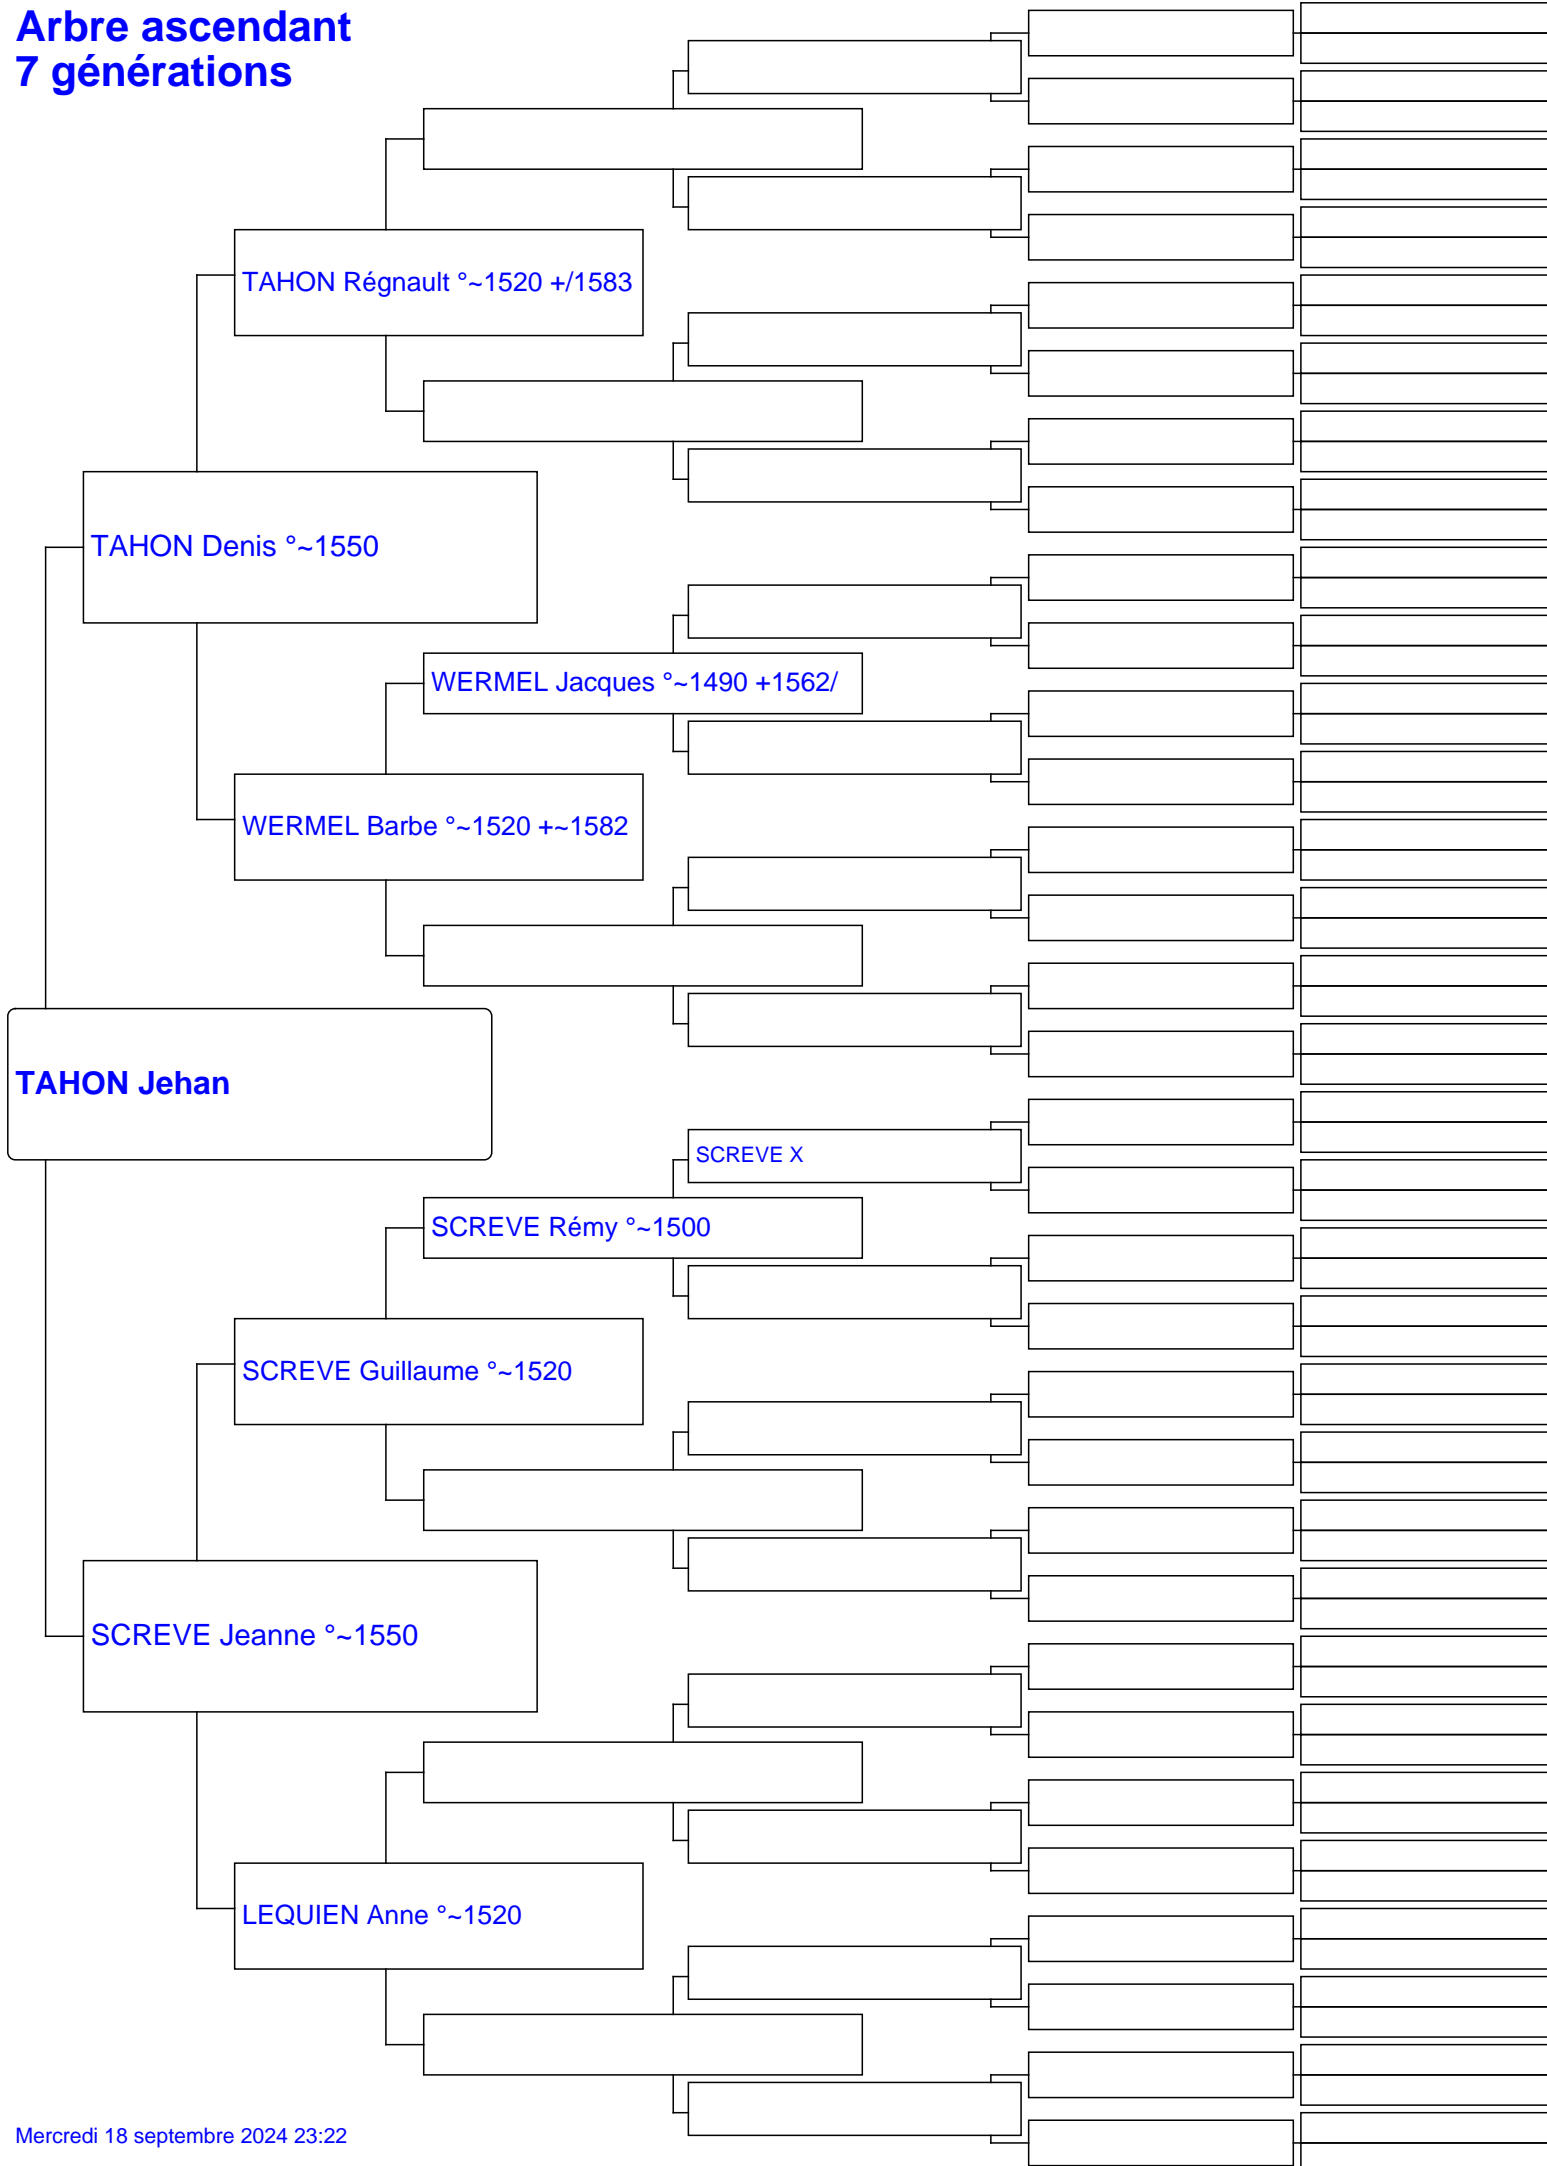 Arbre ascendant
7 générations
TAHON Régnault °~1520 +/1583
TAHON Denis °~1550
WERMEL Jacques °~1490 +1562/
WERMEL Barbe °~1520 +~1582
TAHON Jehan
SCREVE X
SCREVE Rémy °~1500
SCREVE Guillaume °~1520
SCREVE Jeanne °~1550
LEQUIEN Anne °~1520
Mercredi 18 septembre 2024 23:22